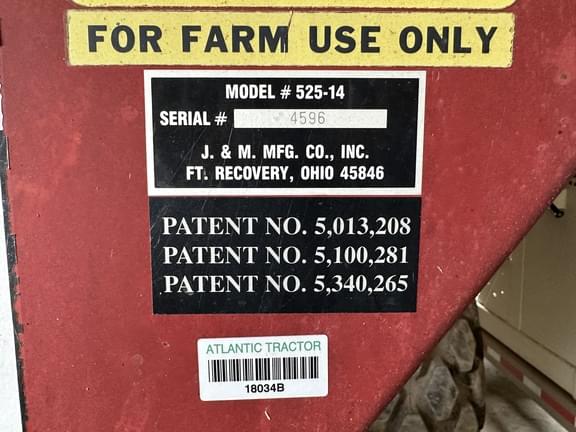 FOR FARM USE ONLY
MODEL # 525-14
SERIAL # 4596
J. & M. MFG. CO., INC.
FT. RECOVERY, OHIO 45846
PATENT NO. 5,013,208
PATENT NO. 5,100,281
PATENT NO. 5,340,265
ATLANTIC TRACTOR
18034B